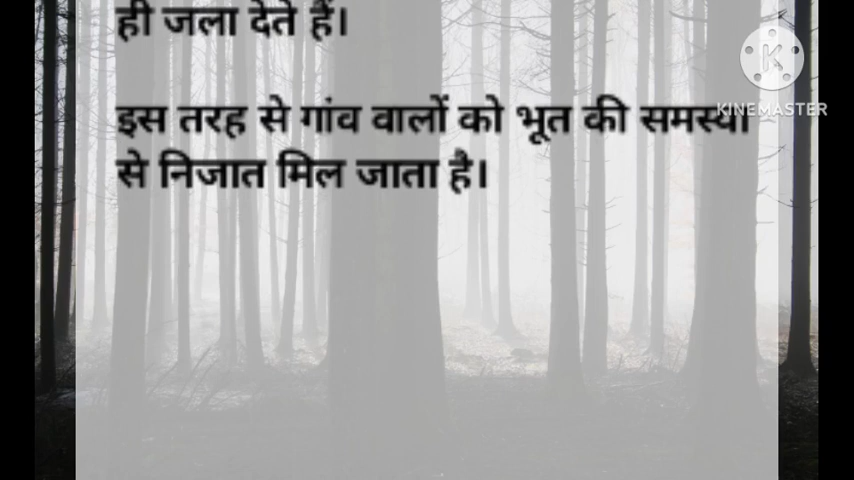 ही जला देते हैं।
KINEMASTER
इस तरह से गांव वालों को भूत की समस्या
से निजात मिल जाता है।